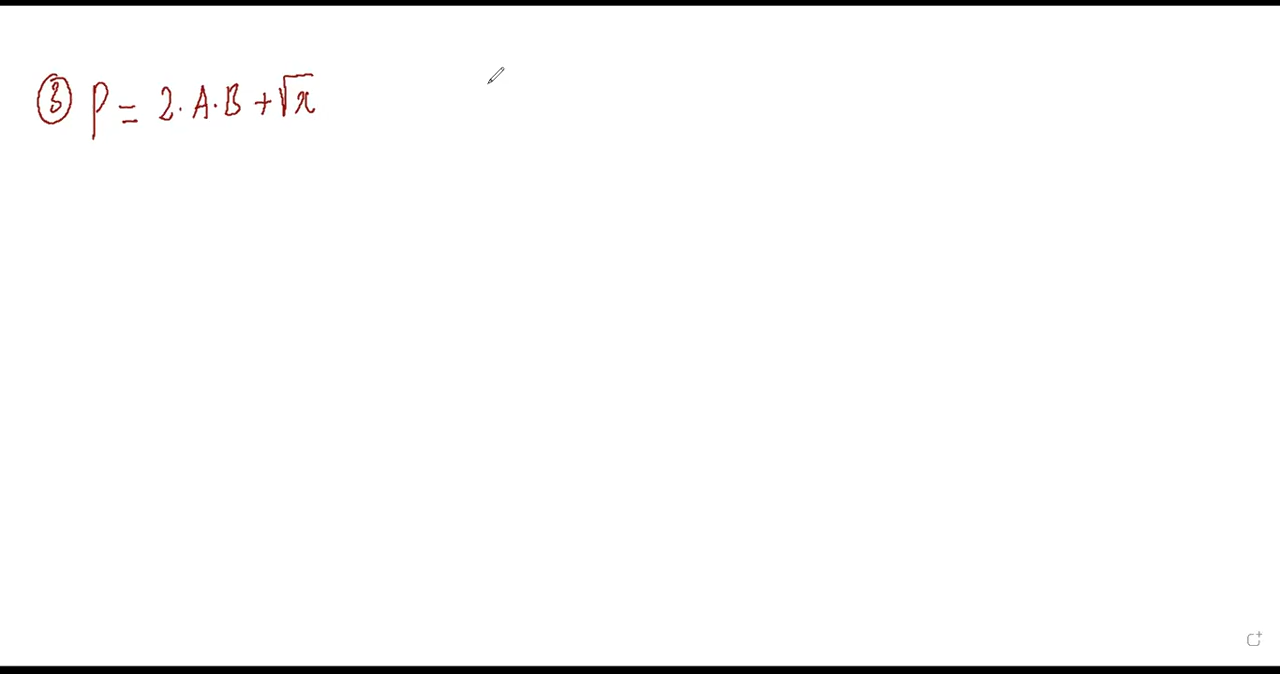 ③ P = 2.A.B + √x